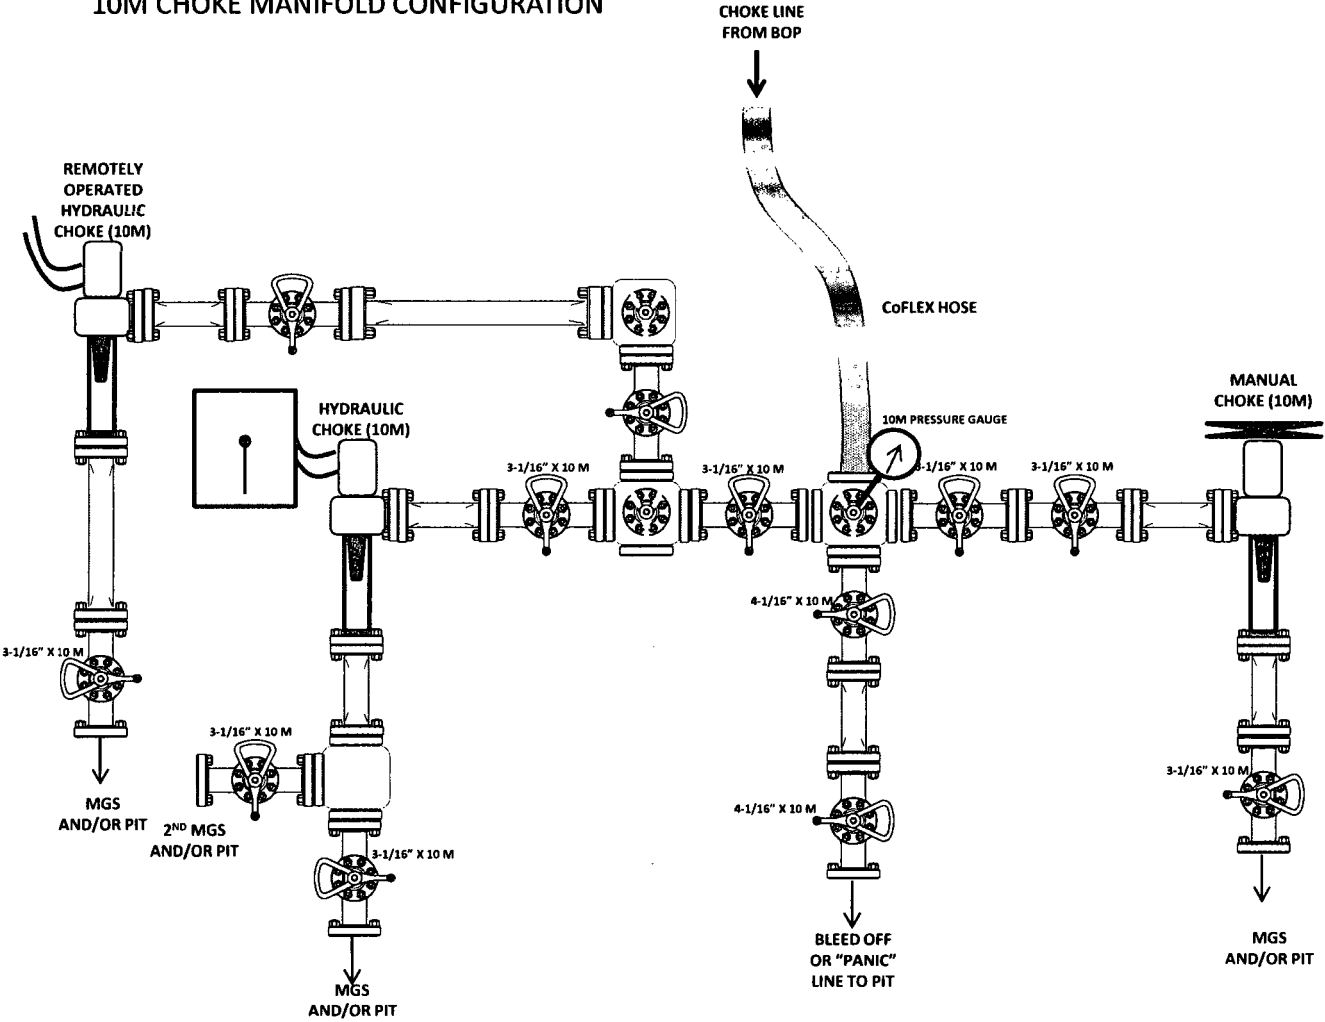 10M CHOKE MANIFOLD CONFIGURATION
CHOKE LINE
FROM BOP
REMOTELY
OPERATED
HYDRAULIC
CHOKE (10M)
CoFLEX HOSE
HYDRAULIC
CHOKE (10M)
10M PRESSURE GAUGE
MANUAL
CHOKE (10M)
3-1/16" X 10 M
3-1/16" X 10 M
3-1/16" X 10 M
3-1/16" X 10 M
4-1/16" X 10 M
3-1/16" X 10 M
3-1/16" X 10 M
3-1/16" X 10 M
4-1/16" X 10 M
MGS
AND/OR PIT
2ND MGS
AND/OR PIT
3-1/16" X 10 M
BLEED OFF
OR "PANIC"
LINE TO PIT
MGS
AND/OR PIT
MGS
AND/OR PIT